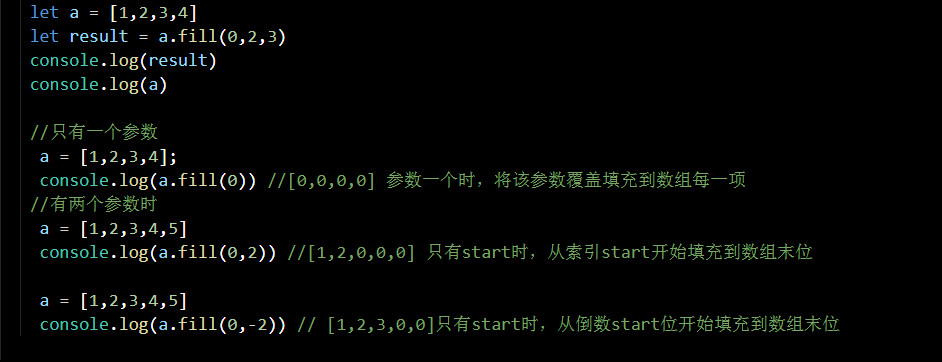 let a = [1,2,3,4]
let result = a.fill(0,2,3)
console.log(result)
console.log(a)
//只有一个参数
a = [1,2,3,4];
console.log(a.fill(0)) //[0,0,0,0] 参数一个时，将该参数覆盖填充到数组每一项
//有两个参数时
a = [1,2,3,4,5]
console.log(a.fill(0,2)) //[1,2,0,0,0] 只有start时，从索引start开始填充到数组末位
a = [1,2,3,4,5]
console.log(a.fill(0,-2)) // [1,2,3,0,0]只有start时，从倒数start位开始填充到数组末位